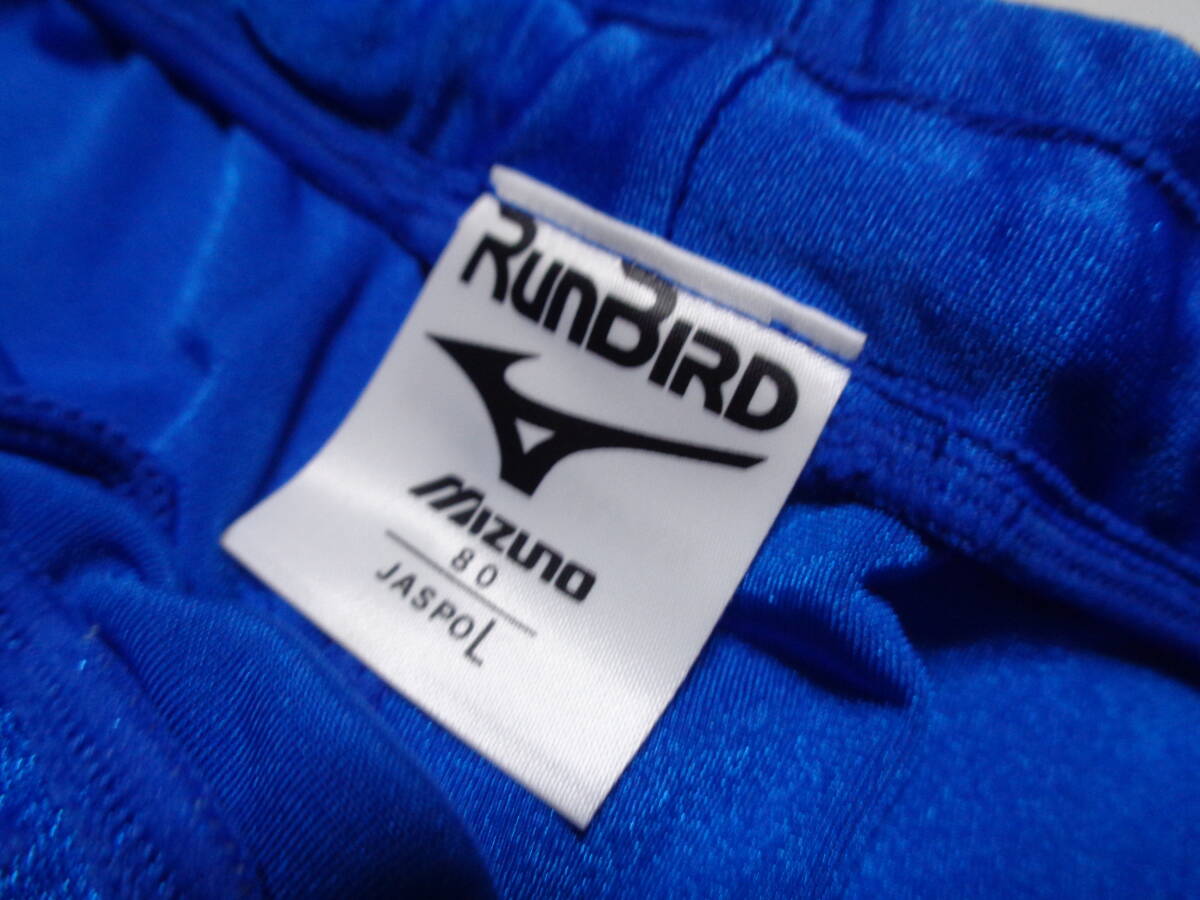 RUNBIRD
MIZUNO
80
JASPO L